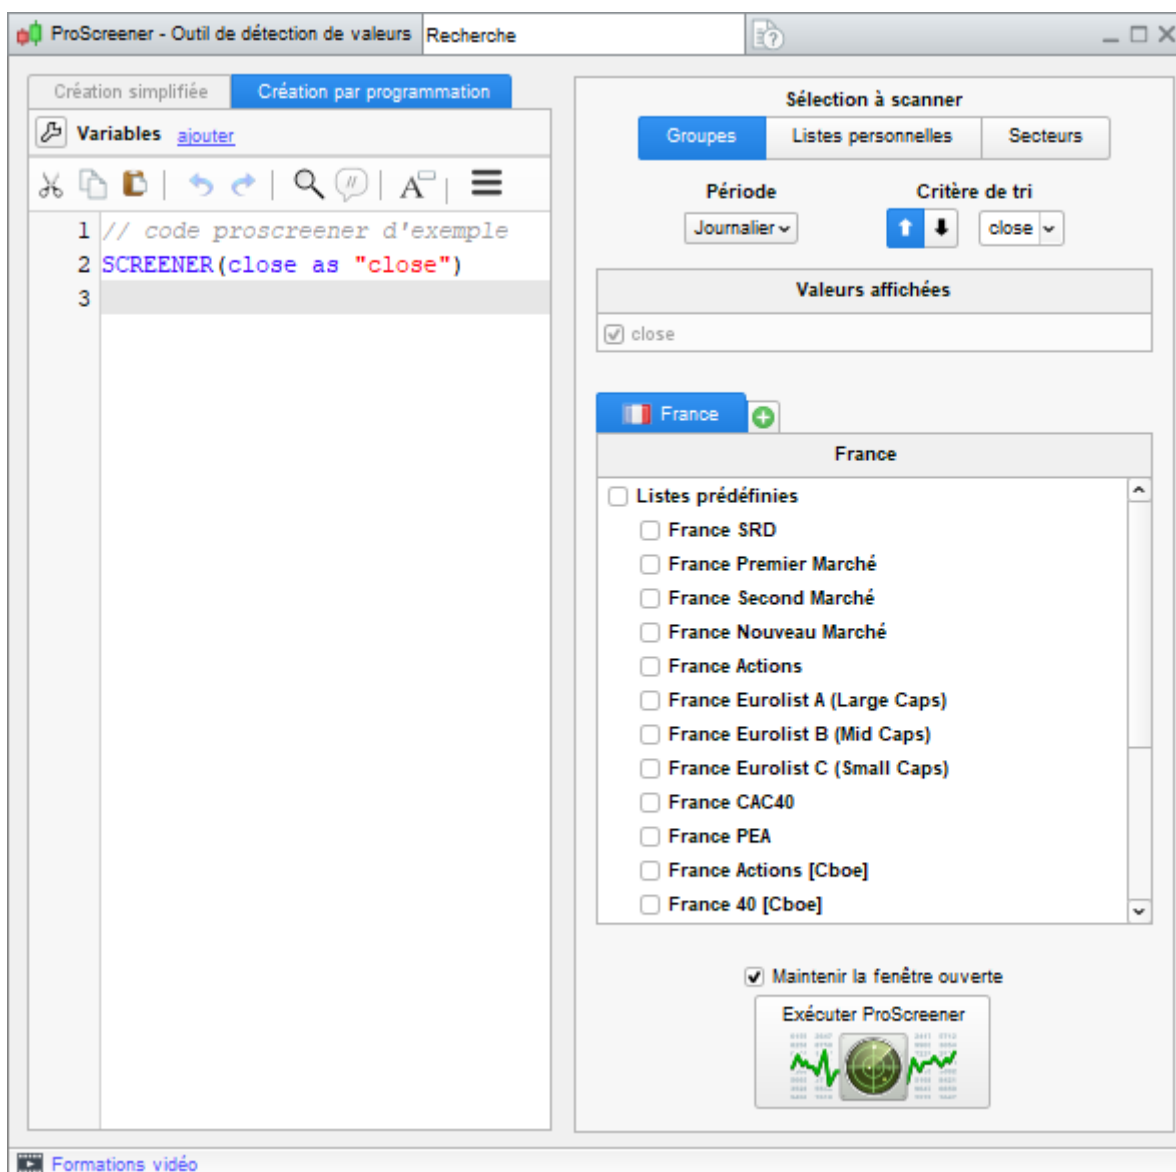 ProScreener - Outil de détection de valeurs Recherche
Création simplifiée Création par programmation
Variables ajouter
1 // code proscreener d'exemple
2 SCREENER(close as "close")
3
Sélection à scanner
Groupes Listes personnelles Secteurs
Période Critère de tri
Journalier close
Valeurs affichées
close
France
France
Listes prédéfinies
France SRD
France Premier Marché
France Second Marché
France Nouveau Marché
France Actions
France Eurolist A (Large Caps)
France Eurolist B (Mid Caps)
France Eurolist C (Small Caps)
France CAC40
France PEA
France Actions [Cboe]
France 40 [Cboe]
Maintenir la fenêtre ouverte
Exécuter ProScreener
Formations vidéo